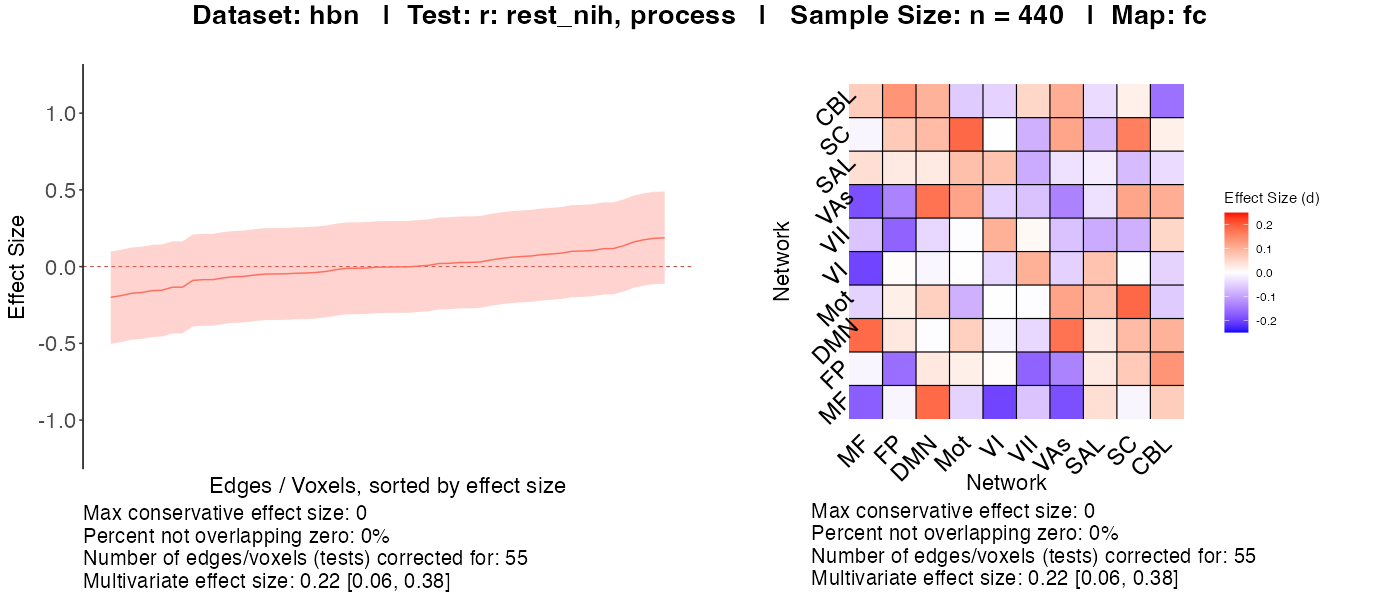 Dataset: hbn | Test: r: rest_nih, process | Sample Size: n = 440 | Map: fc
Effect Size
1.0
0.5
0.0
-0.5
-1.0
Edges / Voxels, sorted by effect size
Max conservative effect size: 0
Percent not overlapping zero: 0%
Number of edges/voxels (tests) corrected for: 55
Multivariate effect size: 0.22 [0.06, 0.38]
Network
CBL
SC
SAL
VAs
VII
VI
Mot
DMN
FP
MF
MF FP DMN Mot VI VII VAs SAL SC CBL
Network
Effect Size (d)
0.2
0.1
0.0
-0.1
-0.2
Max conservative effect size: 0
Percent not overlapping zero: 0%
Number of edges/voxels (tests) corrected for: 55
Multivariate effect size: 0.22 [0.06, 0.38]